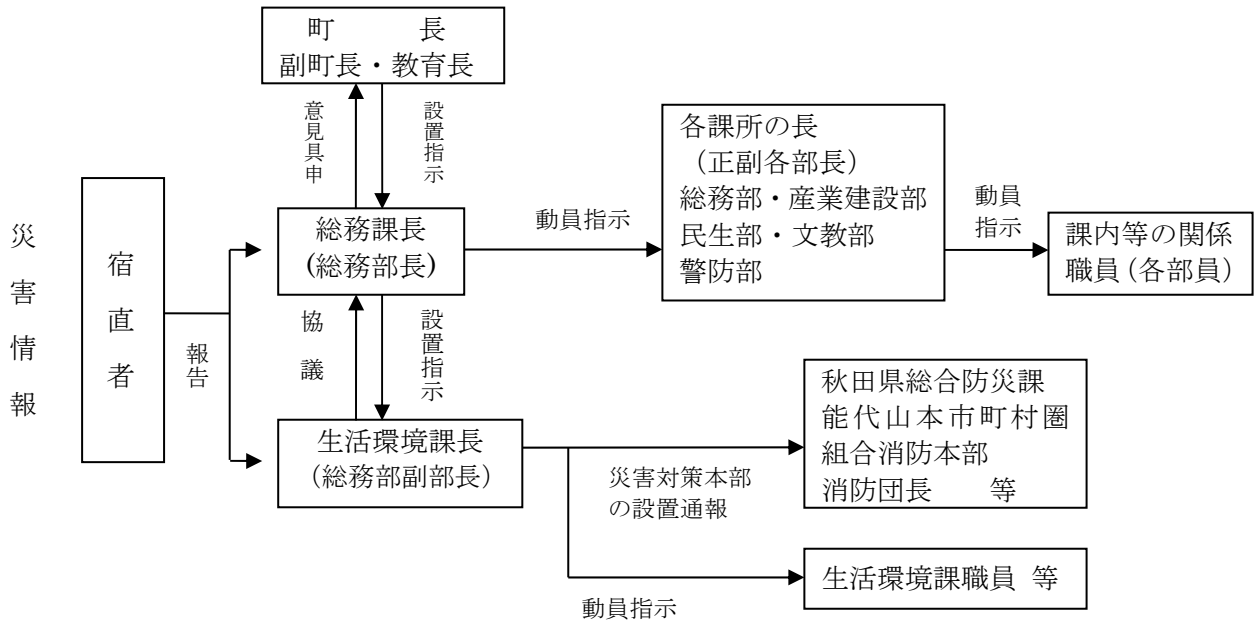 災害情報
宿直者
報告
町　　　長
副町長・教育長
意見具申
設置指示
総務課長
(総務部長)
協議
設置指示
生活環境課長
（総務部副部長）
動員指示
各課所の長
（正副各部長）
総務部・産業建設部
民生部・文教部
警防部
動員
指示
課内等の関係
職員（各部員）
災害対策本部
の設置通報
秋田県総合防災課
能代山本市町村圏
組合消防本部
消防団長　　等
動員指示
生活環境課職員 等